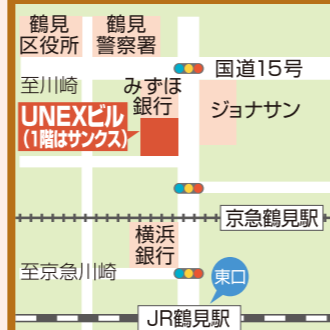 鶴見
区役所
鶴見
警察署
国道15号
至川崎
みずほ
銀行
ジョナサン
UNEXビル
(1階はサンクス)
京急鶴見駅
横浜
銀行
至京急川崎
東口
JR鶴見駅